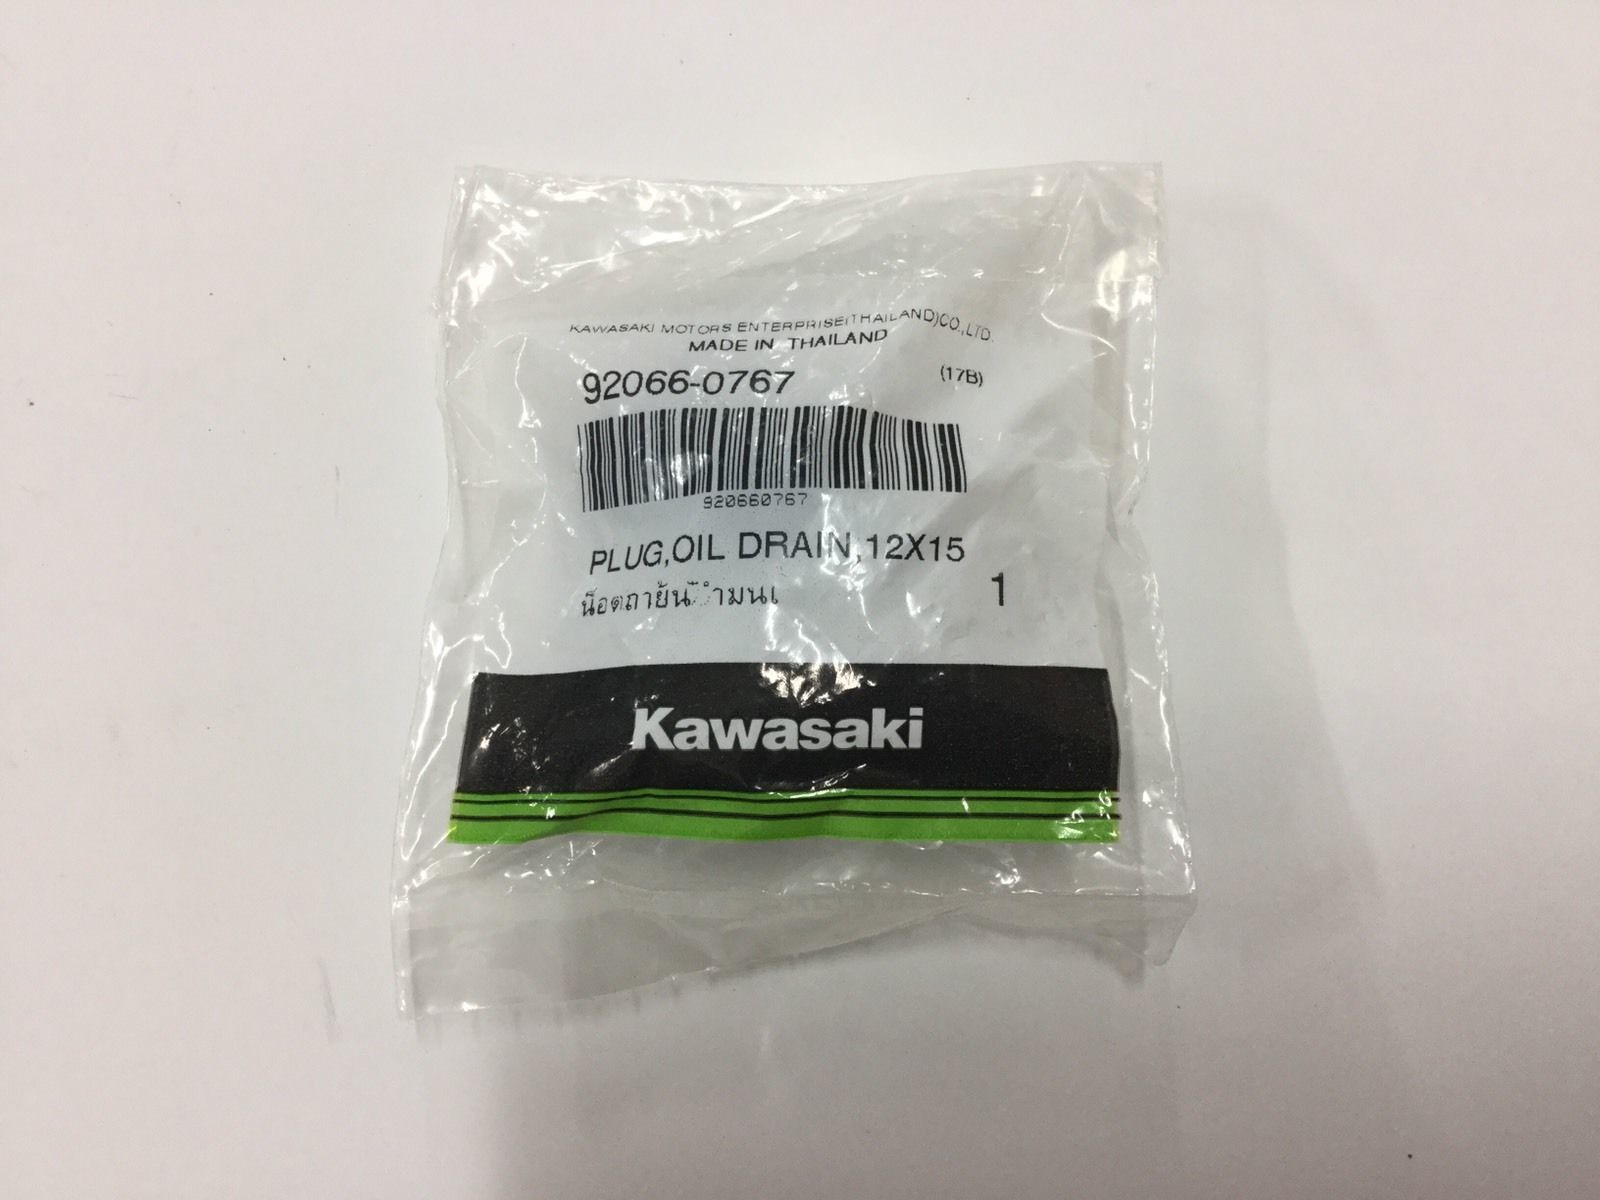 KAWASAKI MOTORS ENTERPRISE(THAILAND)CO.,LTD.
MADE IN THAILAND
92066-0767 (17B)
920660767
PLUG,OIL DRAIN,12X15
1
Kawasaki